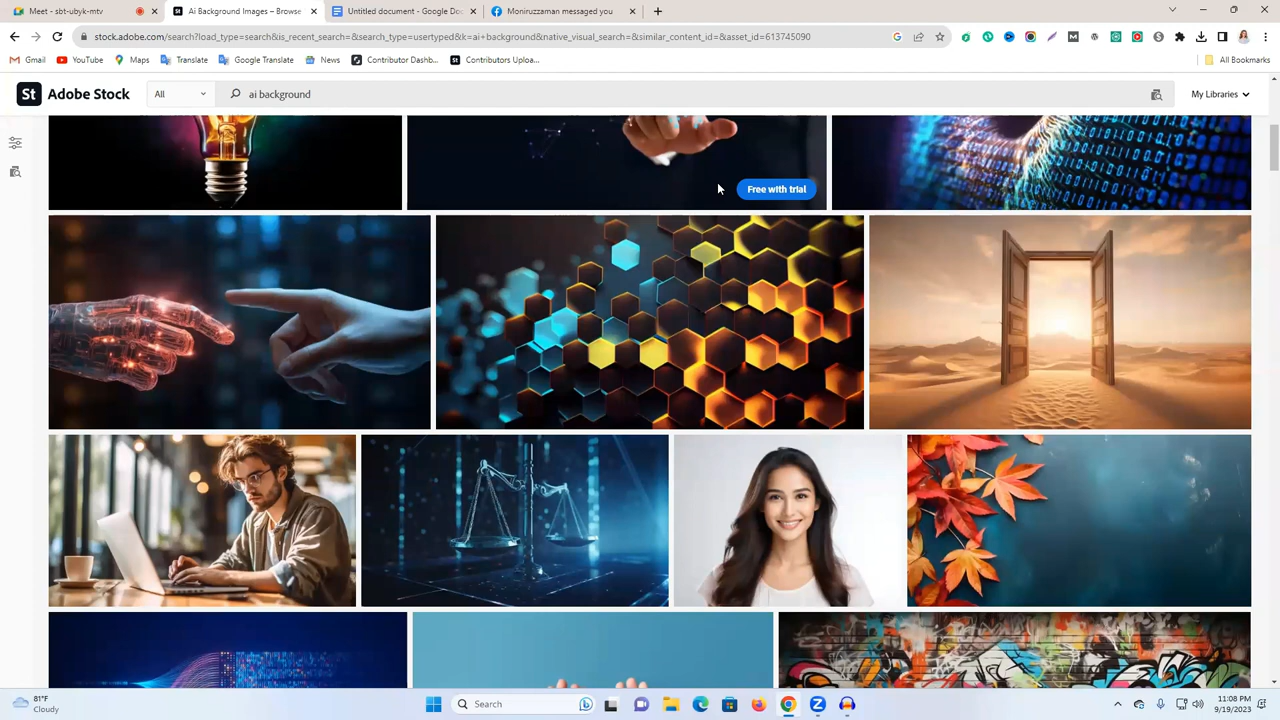 Meet - sbt-ubyk-mtv
Ai Background Images – Browse
Untitled document - Google Doc
Moniruzzaman messaged you
stock.adobe.com/search?load_type=search&is_recent_search=&search_type=usertyped&k=ai+background&native_visual_search=&similar_content_id=&asset_id=613745090
Gmail
YouTube
Maps
Translate
Google Translate
News
Contributor Dashb...
Contributors Uploa...
All Bookmarks
St Adobe Stock
All
ai background
My Libraries
Free with trial
81°F
Cloudy
Search
11:08 PM
9/19/2023